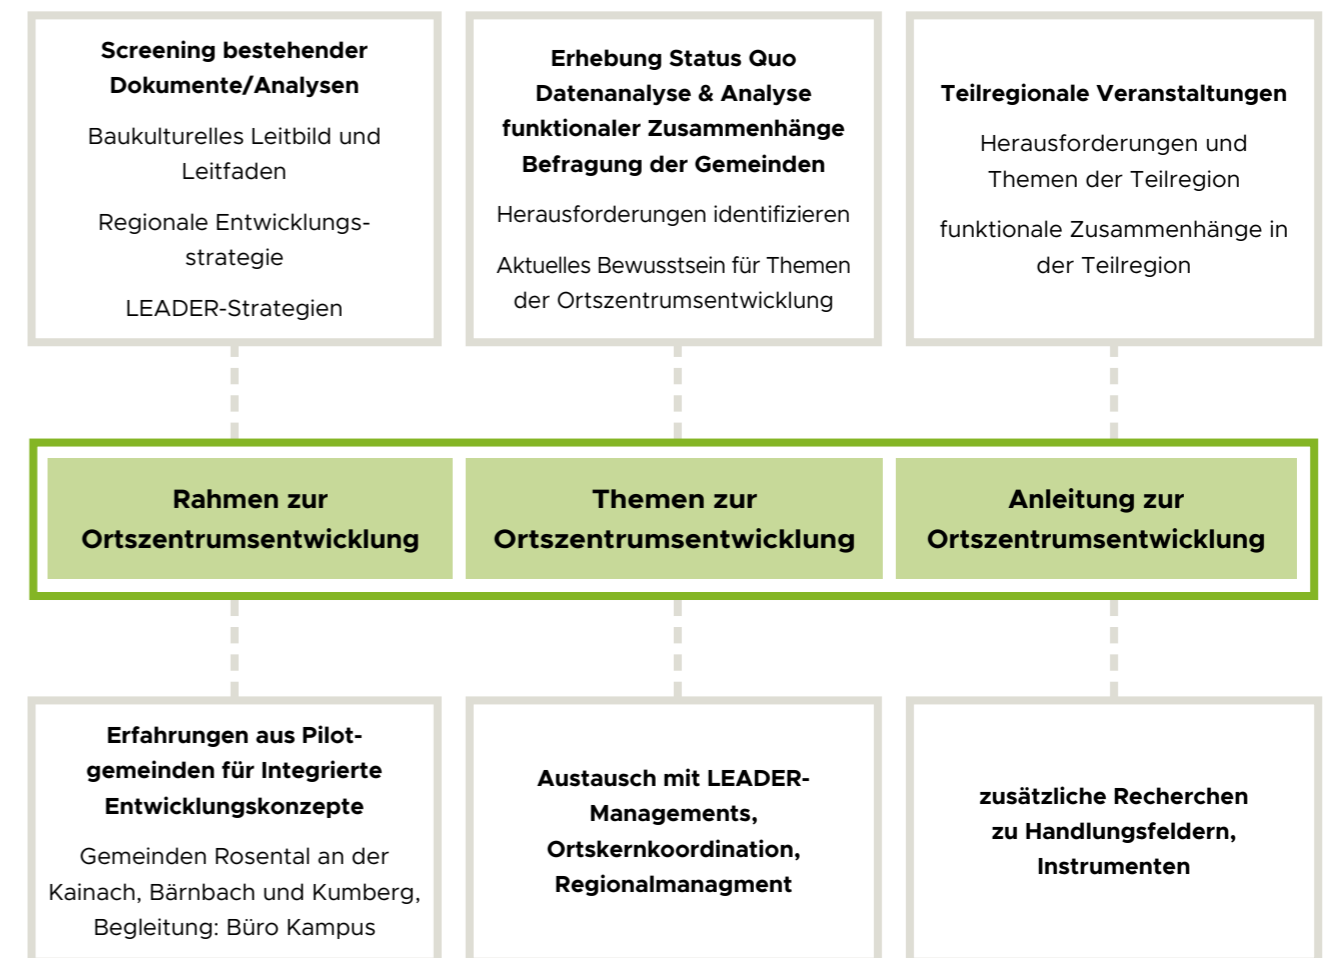 Screening bestehender
Dokumente/Analysen
Baukulturelles Leitbild und
Leitfaden
Regionale Entwicklungs-
strategie
LEADER-Strategien
Erhebung Status Quo
Datenanalyse & Analyse
funktionaler Zusammenhänge
Befragung der Gemeinden
Herausforderungen identifizieren
Aktuelles Bewusstsein für Themen
der Ortszentrumsentwicklung
Teilregionale Veranstaltungen
Herausforderungen und
Themen der Teilregion
funktionale Zusammenhänge in
der Teilregion
Rahmen zur
Ortszentrumsentwicklung
Themen zur
Ortszentrumsentwicklung
Anleitung zur
Ortszentrumsentwicklung
Erfahrungen aus Pilot-
gemeinden für Integrierte
Entwicklungskonzepte
Gemeinden Rosental an der
Kainach, Bärnbach und Kumberg,
Begleitung: Büro Kampus
Austausch mit LEADER-
Managements,
Ortskernkoordination,
Regionalmanagment
zusätzliche Recherchen
zu Handlungsfeldern,
Instrumenten